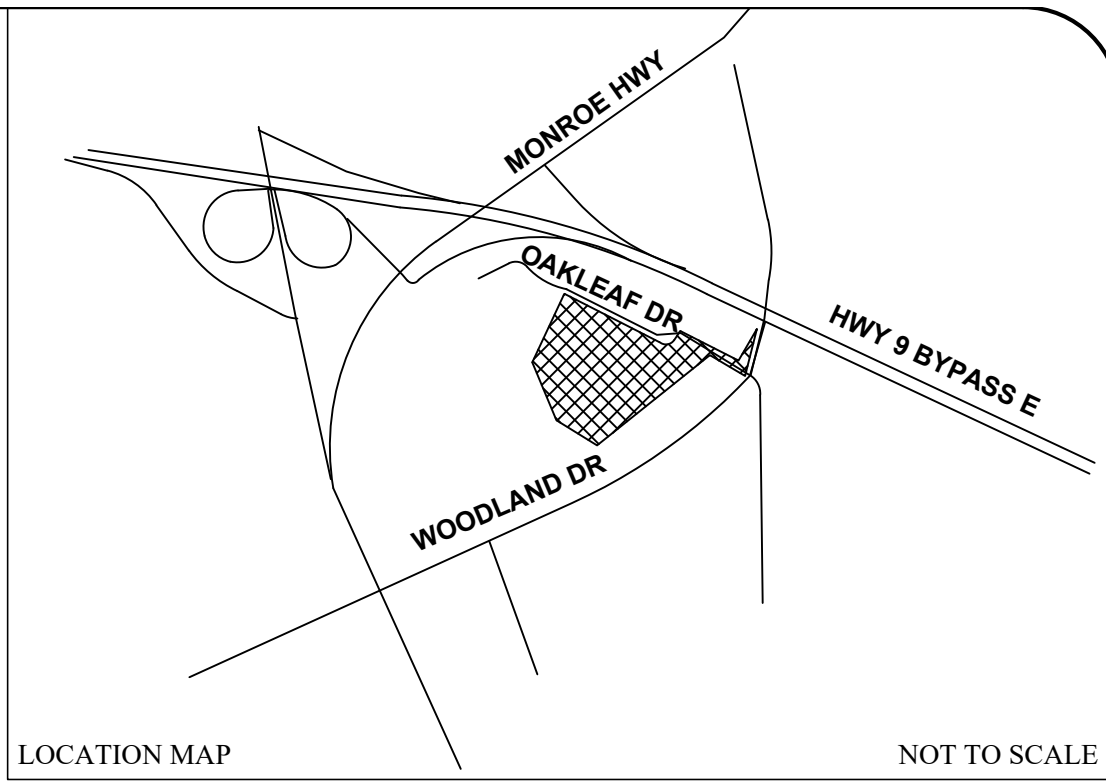 MONROE HWY
OAKLEAF DR
HWY 9 BYPASS E
WOODLAND DR
LOCATION MAP
NOT TO SCALE